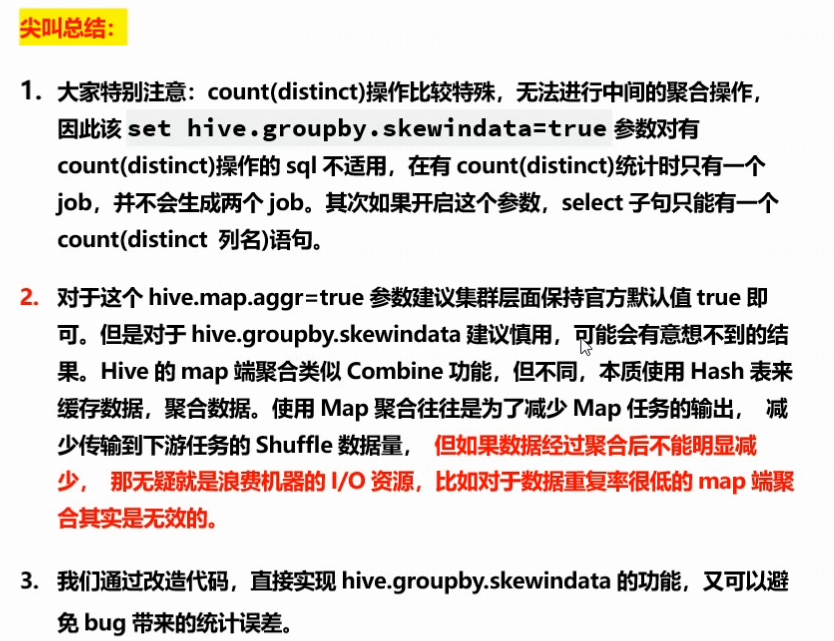 尖叫总结：
1. 大家特别注意：count(distinct)操作比较特殊，无法进行中间的聚合操作，
因此该 set hive.groupby.skewindata=true 参数对有
count(distinct)操作的 sql 不适用，在有 count(distinct)统计时只有一个
job，并不会生成两个 job。其次如果开启这个参数，select 子句只能有一个
count(distinct 列名)语句。
2. 对于这个 hive.map.aggr=true 参数建议集群层面保持官方默认值 true 即
可。但是对于 hive.groupby.skewindata 建议慎用，可能会有意想不到的结
果。Hive 的 map 端聚合类似 Combine 功能，但不同，本质使用 Hash 表来
缓存数据，聚合数据。使用 Map 聚合往往是为了减少 Map 任务的输出， 减
少传输到下游任务的 Shuffle 数据量， 但如果数据经过聚合后不能明显减
少， 那无疑就是浪费机器的 I/O 资源，比如对于数据重复率很低的 map 端聚
合其实是无效的。
3. 我们通过改造代码，直接实现 hive.groupby.skewindata 的功能，又可以避
免 bug 带来的统计误差。